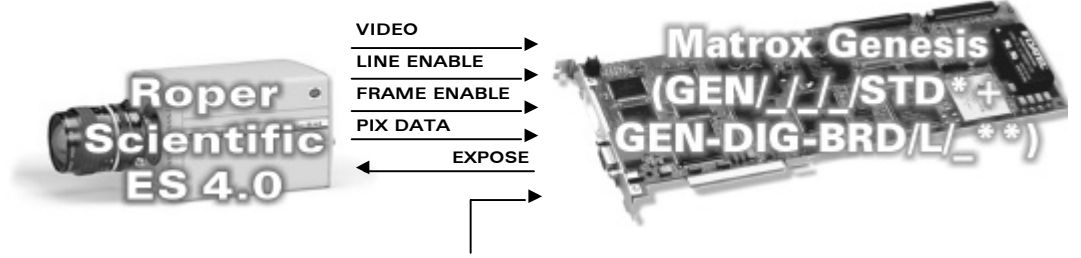 Roper
Scientific
ES 4.0
VIDEO
LINE ENABLE
FRAME ENABLE
PIX DATA
EXPOSE
Matrox Genesis
(GEN/_/_/_/STD* +
GEN-DIG-BRD/L/_**)